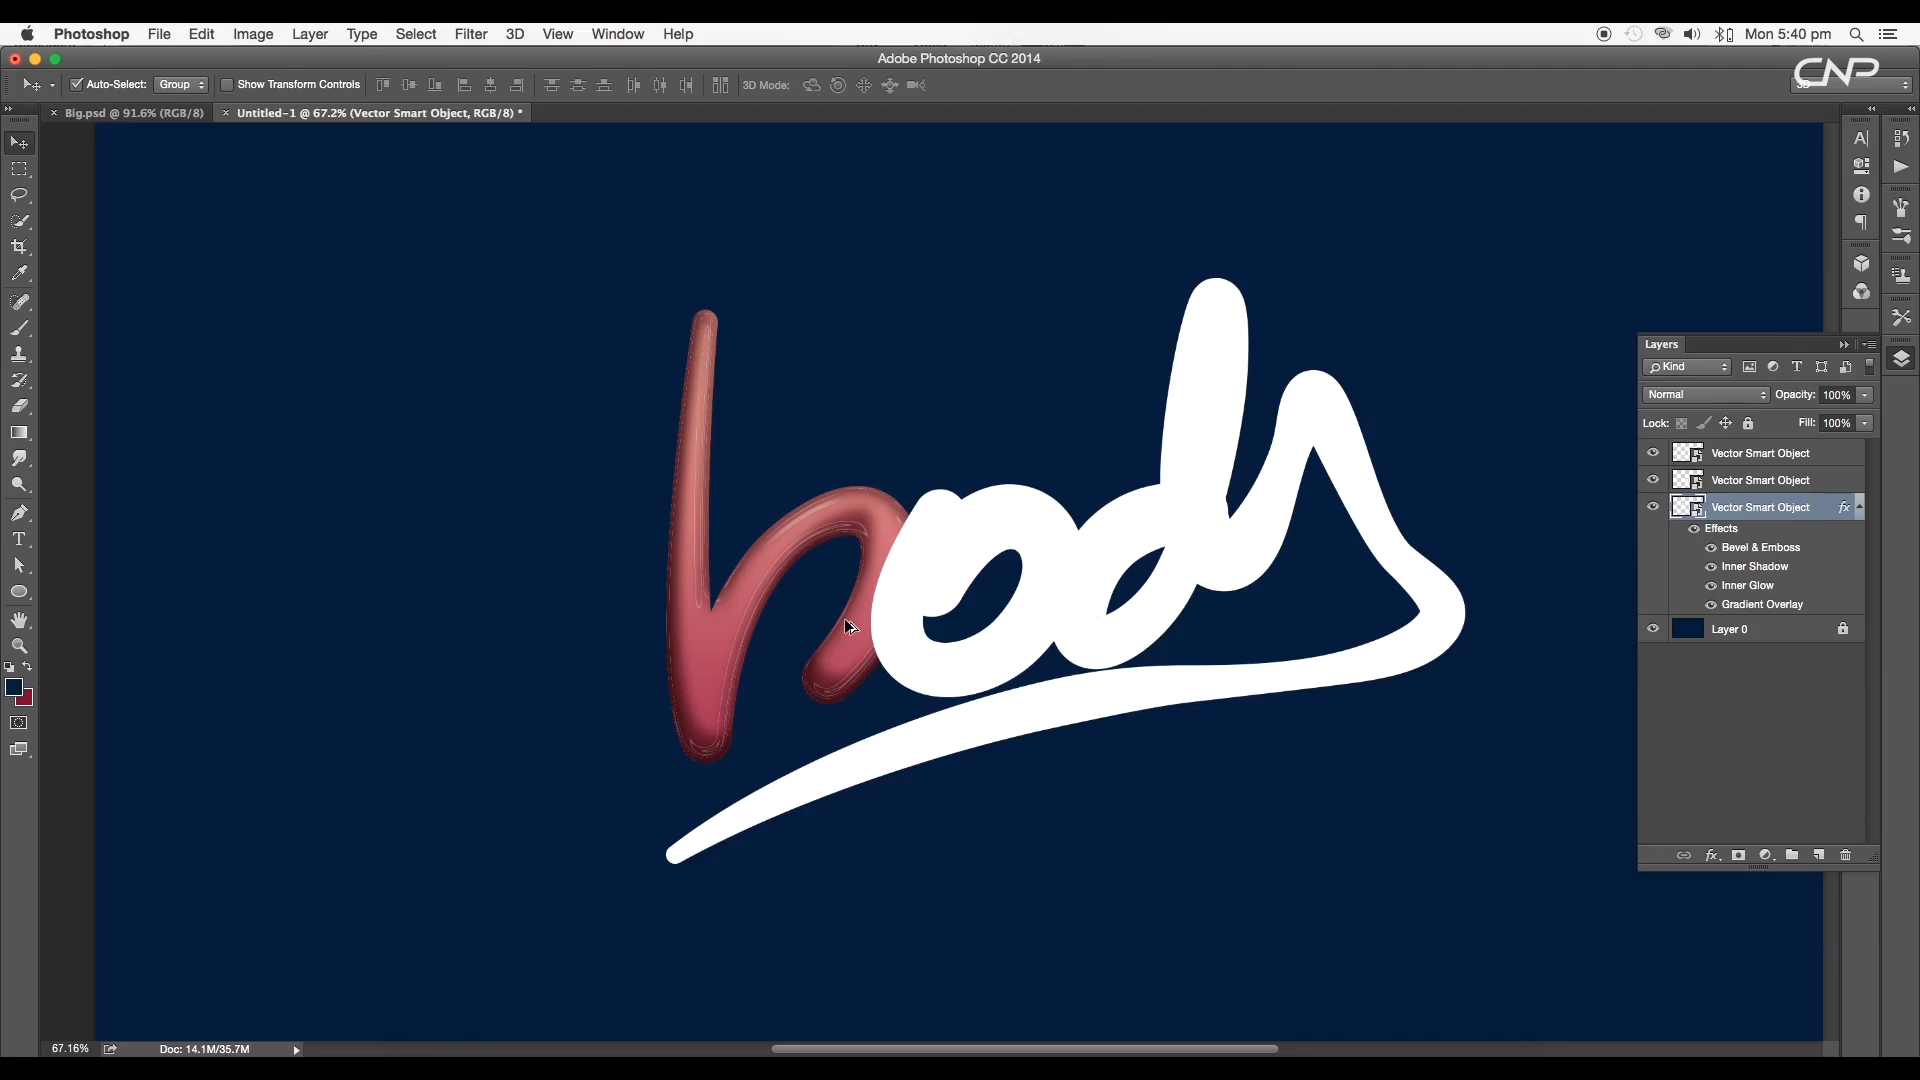 Photoshop File Edit Image Layer Type Select Filter 3D View Window Help Mon 5:40 pm
Adobe Photoshop CC 2014
Auto-Select: Group Show Transform Controls 3D Mode: 3D
CNP
× Big.psd @ 91.6% (RGB/8) × Untitled-1 @ 67.2% (Vector Smart Object, RGB/8) *
Layers
Kind
Normal Opacity: 100%
Lock: Fill: 100%
Vector Smart Object
Vector Smart Object
Vector Smart Object fx
Effects
Bevel & Emboss
Inner Shadow
Inner Glow
Gradient Overlay
Layer 0
fx
67.16% Doc: 14.1M/35.7M